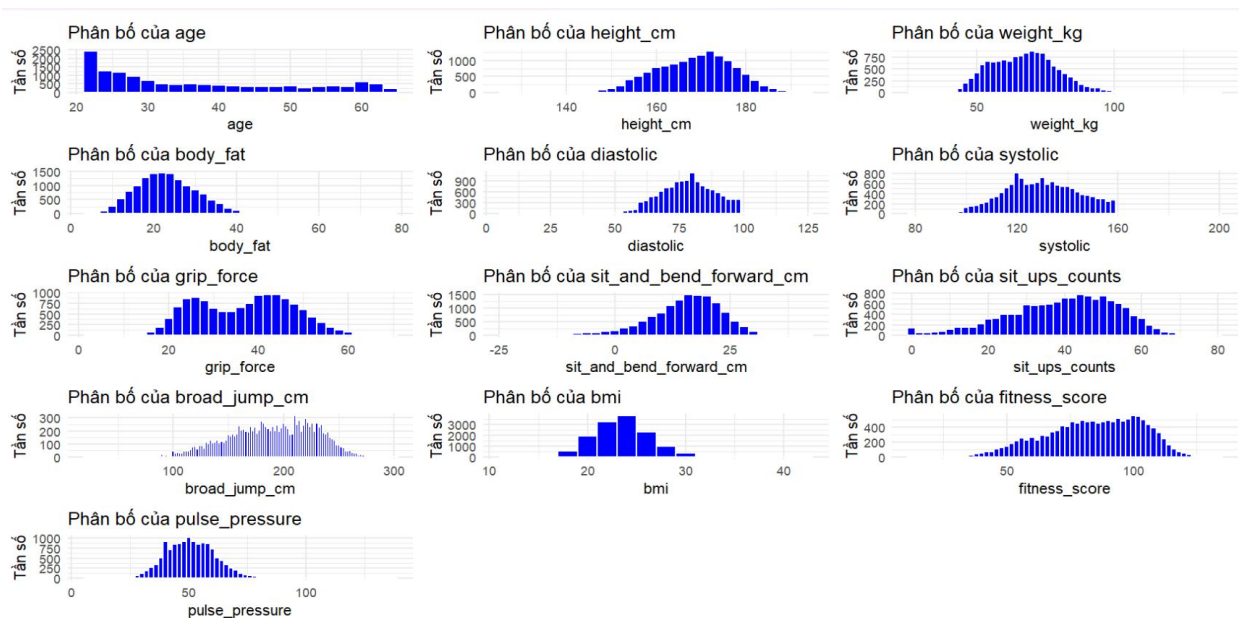 Phân bố của age
Tần số
2500
2000
1500
1000
500
0
20 30 40 50 60
age
Phân bố của height_cm
Tần số
1000
500
0
140 160 180
height_cm
Phân bố của weight_kg
Tần số
750
500
250
0
50 100
weight_kg
Phân bố của body_fat
Tần số
1500
1000
500
0
0 20 40 60 80
body_fat
Phân bố của diastolic
Tần số
900
600
300
0
0 25 50 75 100 125
diastolic
Phân bố của systolic
Tần số
800
600
400
200
0
80 120 160 200
systolic
Phân bố của grip_force
Tần số
1000
750
500
250
0
0 20 40 60
grip_force
Phân bố của sit_and_bend_forward_cm
Tần số
1500
1000
500
0
-25 0 25
sit_and_bend_forward_cm
Phân bố của sit_ups_counts
Tần số
800
600
400
200
0
0 20 40 60 80
sit_ups_counts
Phân bố của broad_jump_cm
Tần số
300
200
100
0
100 200 300
broad_jump_cm
Phân bố của bmi
Tần số
3000
2000
1000
0
10 20 30 40
bmi
Phân bố của fitness_score
Tần số
400
200
0
50 100
fitness_score
Phân bố của pulse_pressure
Tần số
1000
750
500
250
0
0 50 100
pulse_pressure